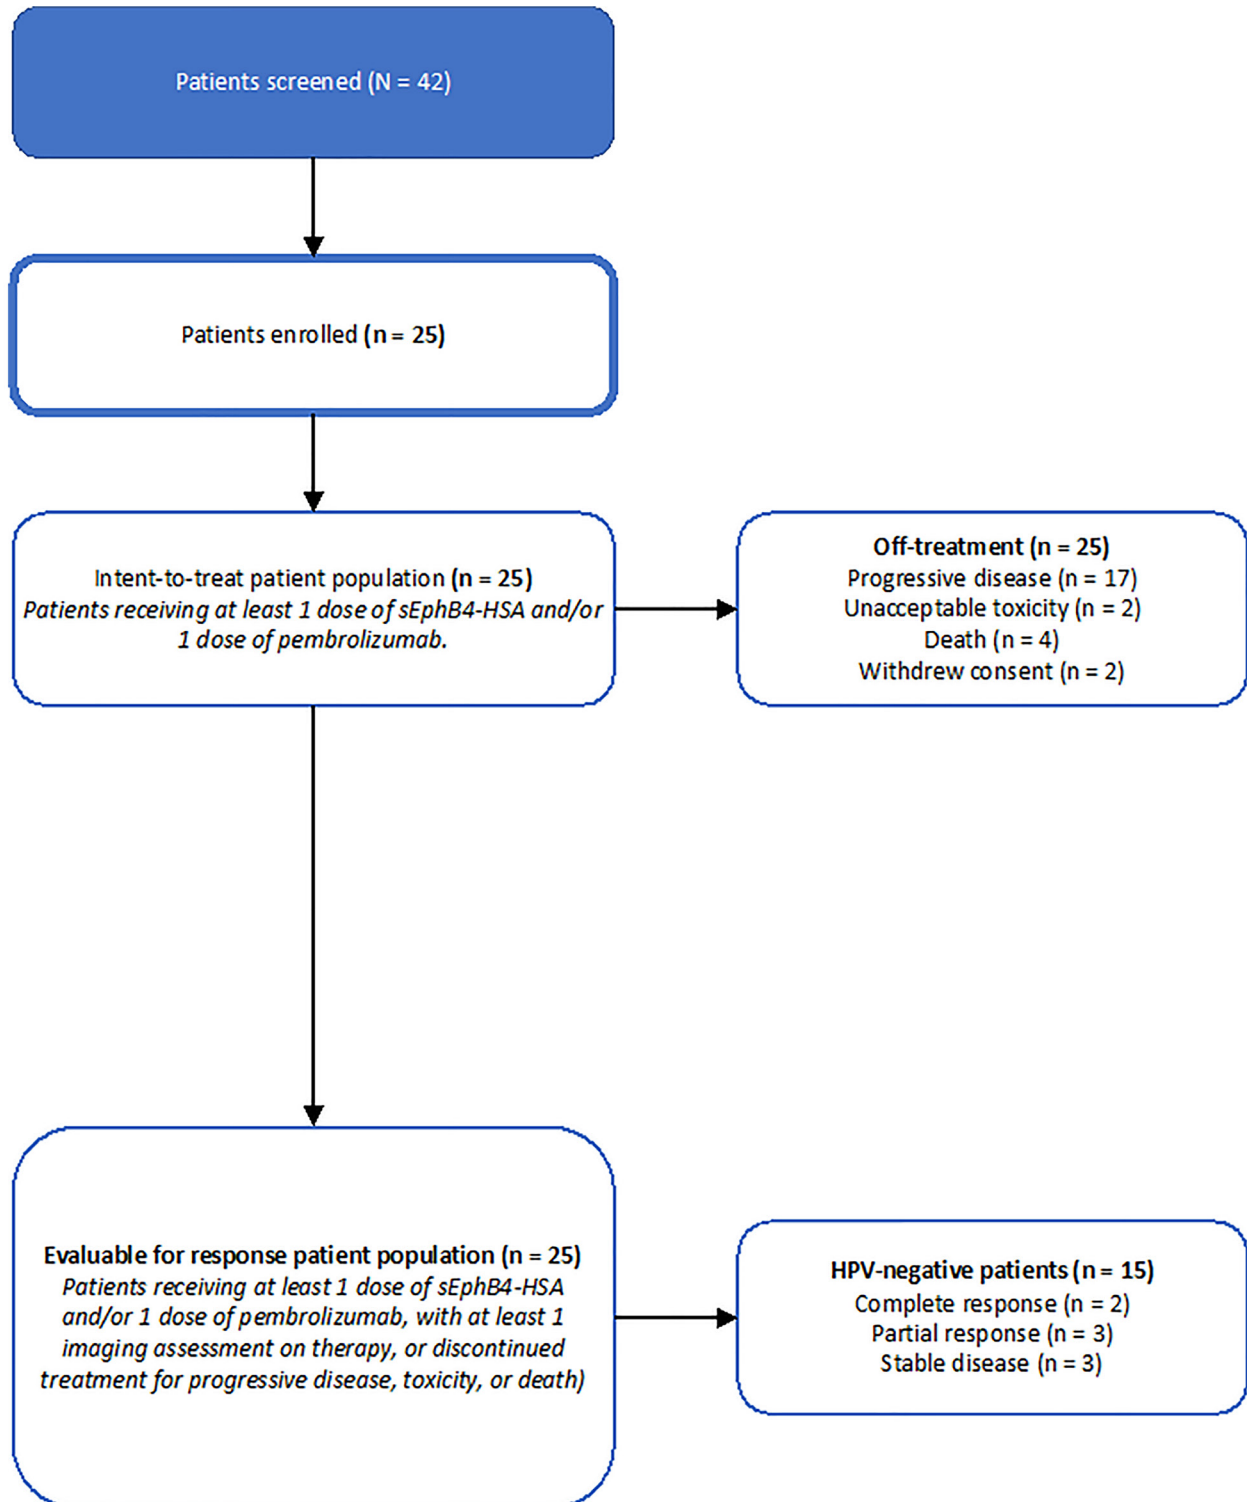 Patients screened (N = 42)
Patients enrolled (n = 25)
Intent-to-treat patient population (n = 25)
Patients receiving at least 1 dose of sEphB4-HSA and/or
1 dose of pembrolizumab.
Off-treatment (n = 25)
Progressive disease (n = 17)
Unacceptable toxicity (n = 2)
Death (n = 4)
Withdrew consent (n = 2)
Evaluable for response patient population (n = 25)
Patients receiving at least 1 dose of sEphB4-HSA
and/or 1 dose of pembrolizumab, with at least 1
imaging assessment on therapy, or discontinued
treatment for progressive disease, toxicity, or death)
HPV-negative patients (n = 15)
Complete response (n = 2)
Partial response (n = 3)
Stable disease (n = 3)